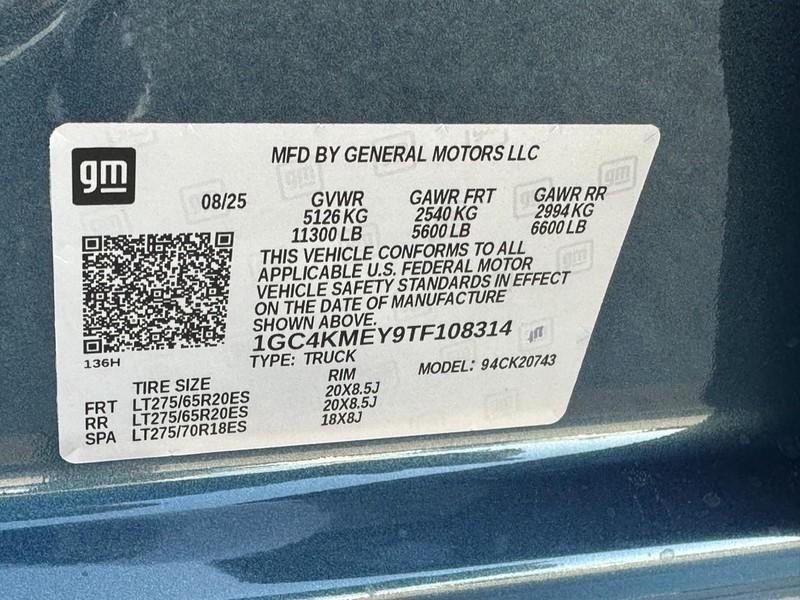 gm
MFD BY GENERAL MOTORS LLC
08/25 GVWR GAWR FRT GAWR RR
5126 KG 2540 KG 2994 KG
11300 LB 5600 LB 6600 LB
THIS VEHICLE CONFORMS TO ALL
APPLICABLE U.S. FEDERAL MOTOR
VEHICLE SAFETY STANDARDS IN EFFECT
ON THE DATE OF MANUFACTURE
SHOWN ABOVE.
1GC4KMEY9TF108314
136H
TYPE: TRUCK MODEL: 94CK20743
TIRE SIZE RIM
FRT LT275/65R20ES 20X8.5J
RR LT275/65R20ES 20X8.5J
SPA LT275/70R18ES 18X8J